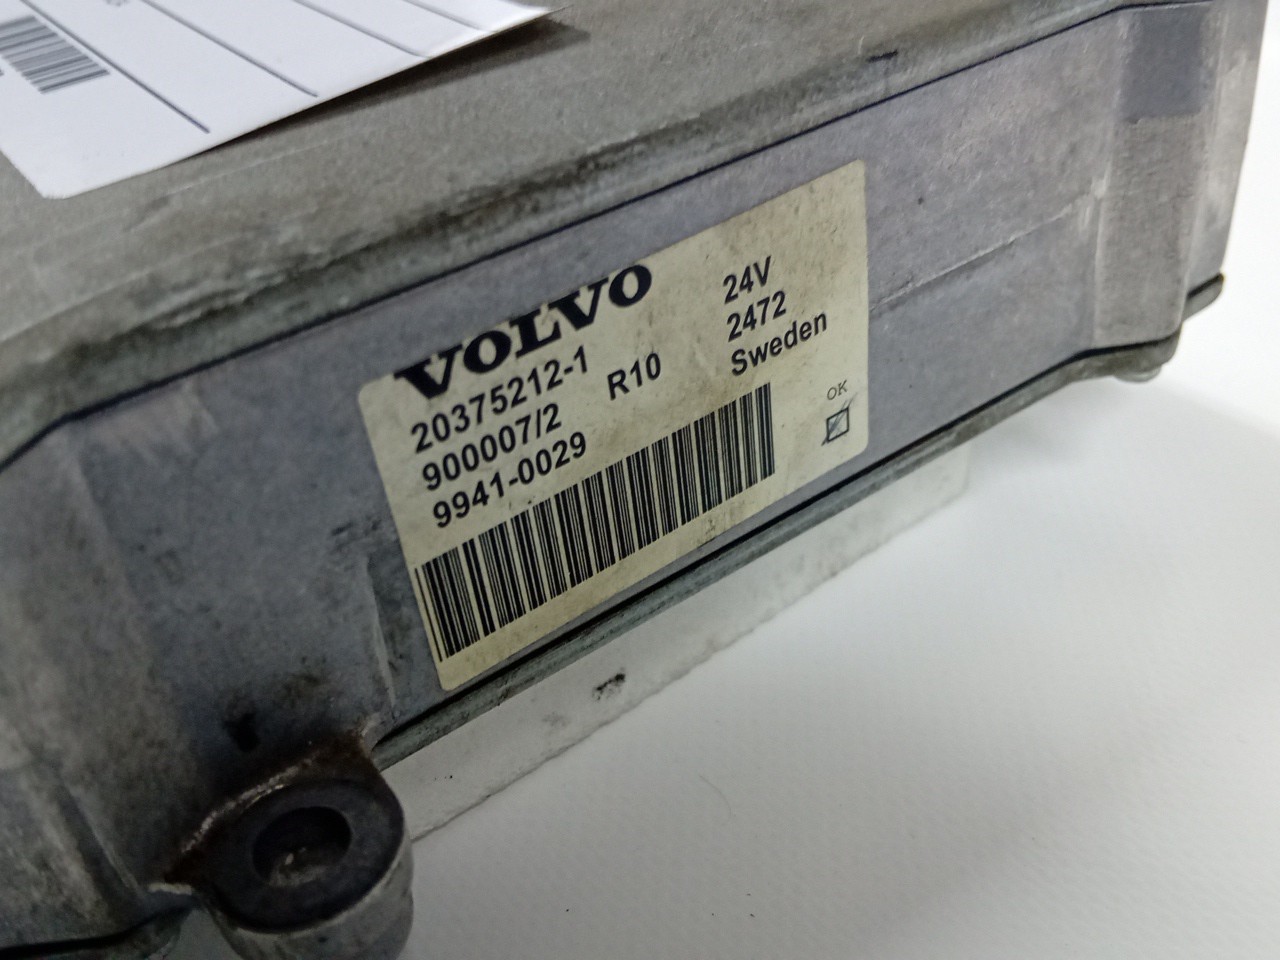 VOLVO
20375212-1
900007/2 R10
9941-0029
24V
2472
Sweden
OK